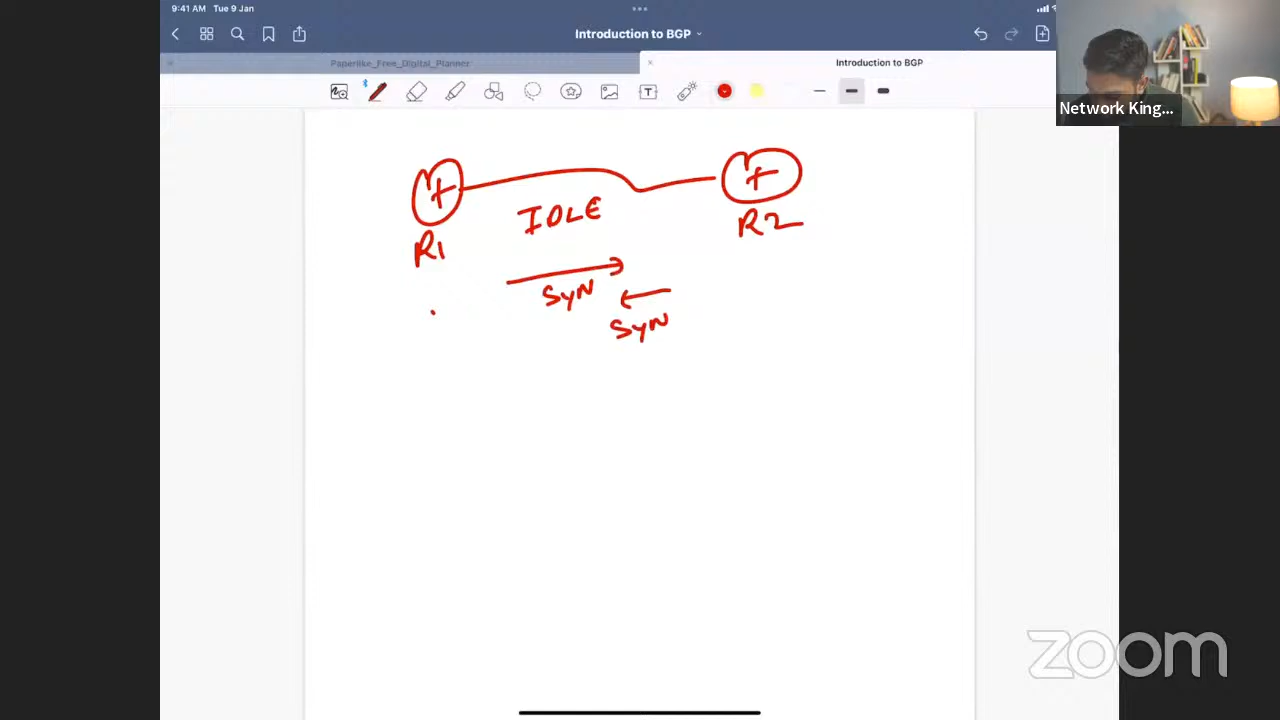 9:41 AM Tue 9 Jan
Introduction to BGP
Paperlike_Free_Digital_Planner
Introduction to BGP
T
Network King...
IDLE
R1
R2
SYN
SYN
zoom